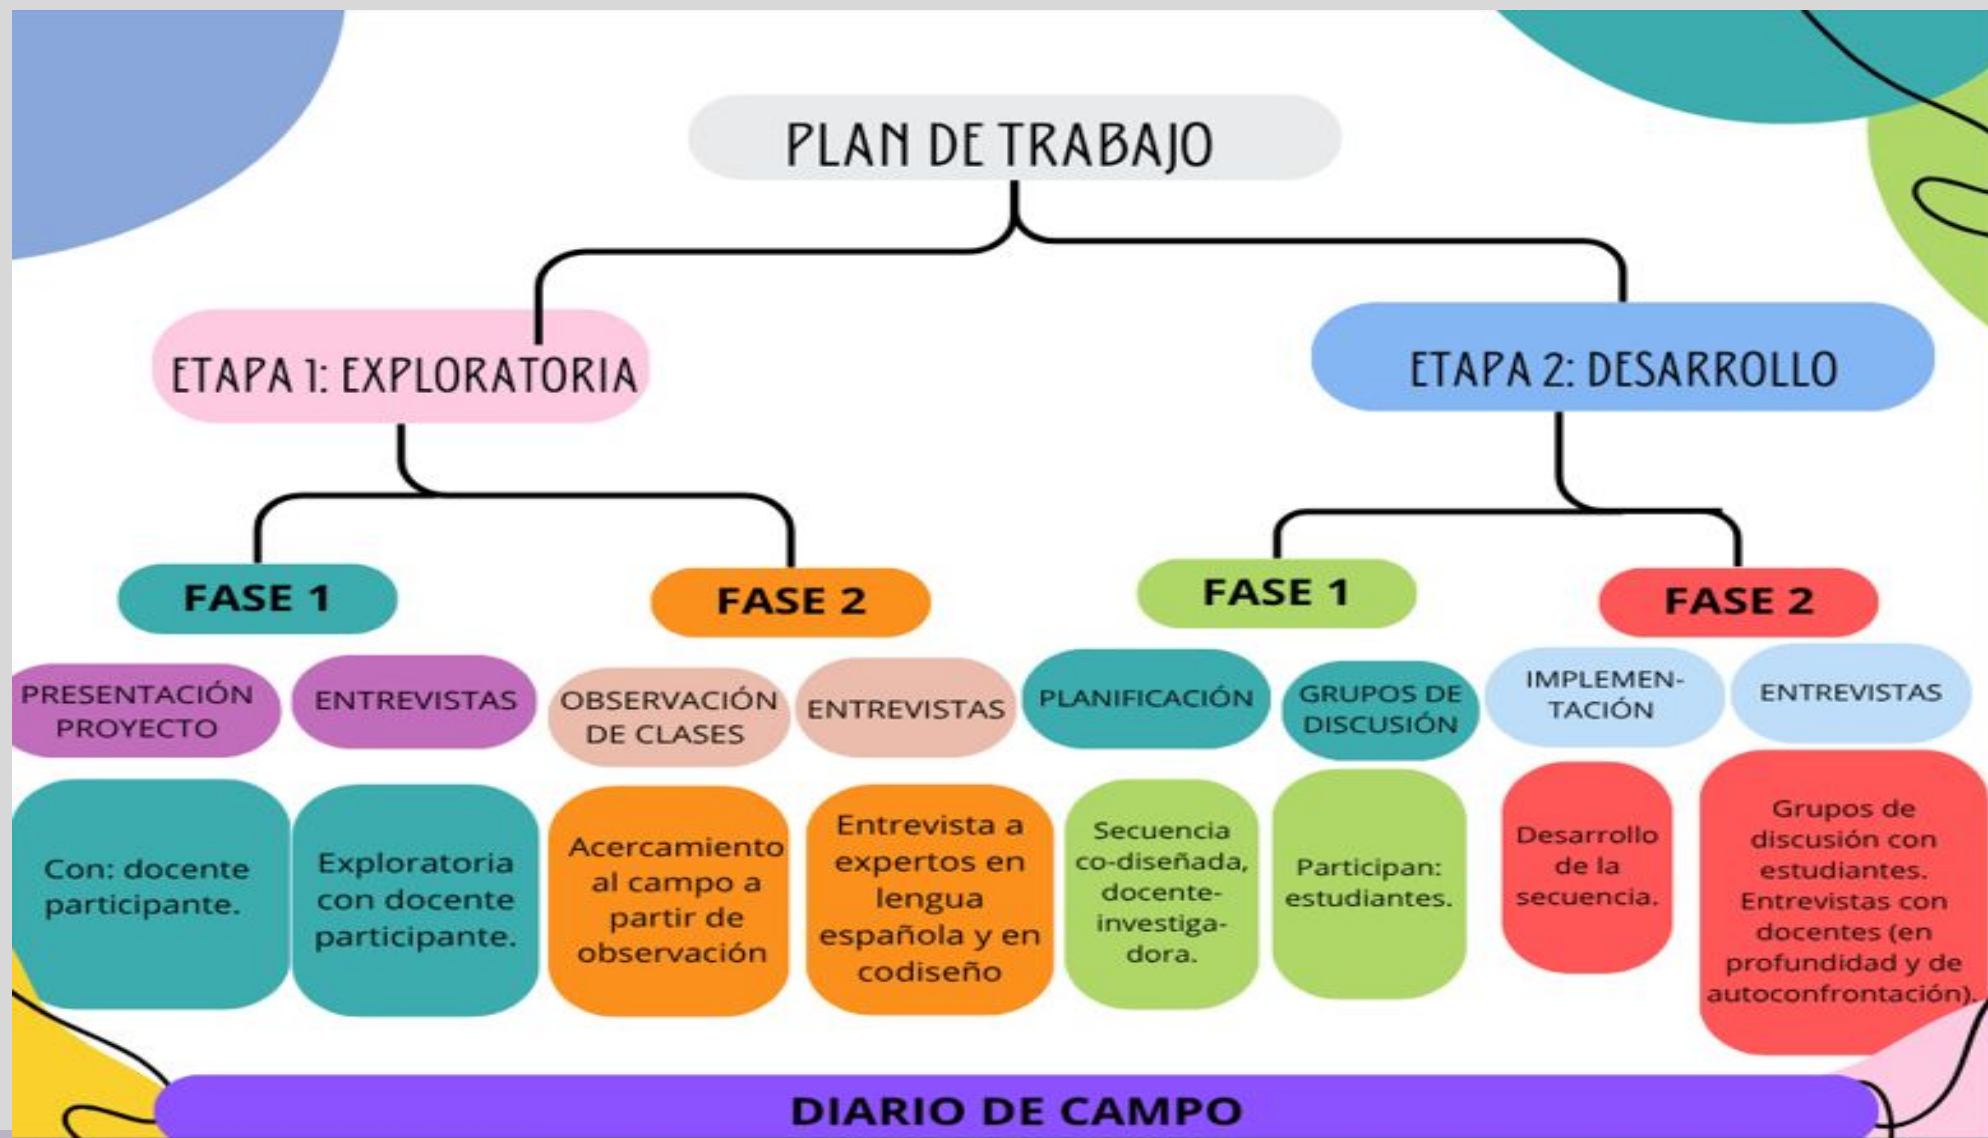 PLAN DE TRABAJO
ETAPA 1: EXPLORATORIA
ETAPA 2: DESARROLLO
FASE 1
FASE 2
FASE 1
FASE 2
PRESENTACIÓN
PROYECTO
ENTREVISTAS
OBSERVACIÓN
DE CLASES
ENTREVISTAS
PLANIFICACIÓN
GRUPOS DE
DISCUSIÓN
IMPLEMEN-
TACIÓN
ENTREVISTAS
Con: docente
participante.
Exploratoria
con docente
participante.
Acercamiento
al campo a
partir de
observación
Entrevista a
expertos en
lengua
española y en
codiseño
Secuencia
co-diseñada,
docente-
investiga-
dora.
Participan:
estudiantes.
Desarrollo
de la
secuencia.
Grupos de
discusión con
estudiantes.
Entrevistas con
docentes (en
profundidad y de
autoconfrontación).
DIARIO DE CAMPO